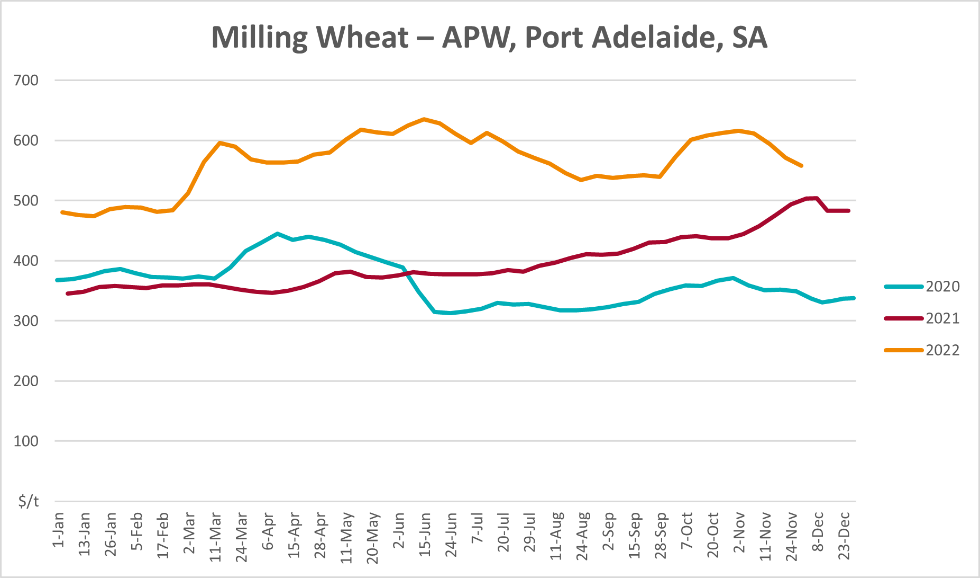 Milling Wheat – APW, Port Adelaide, SA
700
600
500
400
300
200
100
$/t
2020
2021
2022
1-Jan
13-Jan
26-Jan
5-Feb
17-Feb
2-Mar
11-Mar
24-Mar
6-Apr
15-Apr
28-Apr
11-May
20-May
2-Jun
15-Jun
24-Jun
7-Jul
20-Jul
29-Jul
11-Aug
24-Aug
2-Sep
15-Sep
28-Sep
7-Oct
20-Oct
2-Nov
11-Nov
24-Nov
8-Dec
23-Dec